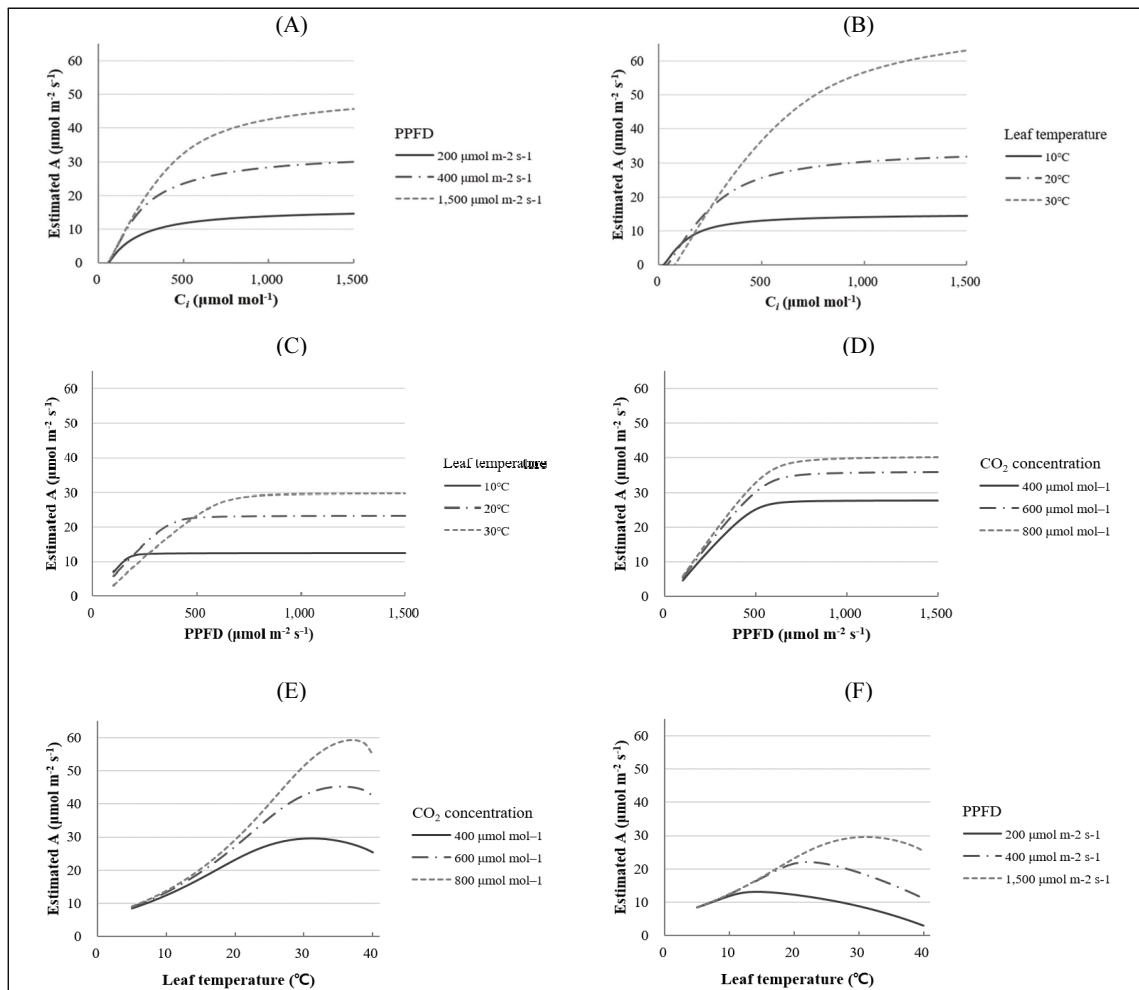 (A)
Estimated A (μmol m⁻² s⁻¹)
60
50
40
30
20
10
0
0
500
1,000
1,500
Cᵢ (μmol mol⁻¹)
PPFD
200 μmol m-2 s-1
400 μmol m-2 s-1
1,500 μmol m-2 s-1
(B)
Estimated A (μmol m⁻² s⁻¹)
60
50
40
30
20
10
0
0
500
1,000
1,500
Cᵢ (μmol mol⁻¹)
Leaf temperature
10℃
20℃
30℃
(C)
Estimated A (μmol m⁻² s⁻¹)
60
50
40
30
20
10
0
0
500
1,000
1,500
PPFD (μmol m⁻² s⁻¹)
Leaf temperature
10℃
20℃
30℃
(D)
Estimated A (μmol m⁻² s⁻¹)
60
50
40
30
20
10
0
0
500
1,000
1,500
PPFD (μmol m⁻² s⁻¹)
CO₂ concentration
400 μmol mol–1
600 μmol mol–1
800 μmol mol–1
(E)
Estimated A (μmol m⁻² s⁻¹)
60
50
40
30
20
10
0
0
10
20
30
40
Leaf temperature (℃)
CO₂ concentration
400 μmol mol–1
600 μmol mol–1
800 μmol mol–1
(F)
Estimated A (μmol m⁻² s⁻¹)
60
50
40
30
20
10
0
0
10
20
30
40
Leaf temperature (℃)
PPFD
200 μmol m-2 s-1
400 μmol m-2 s-1
1,500 μmol m-2 s-1